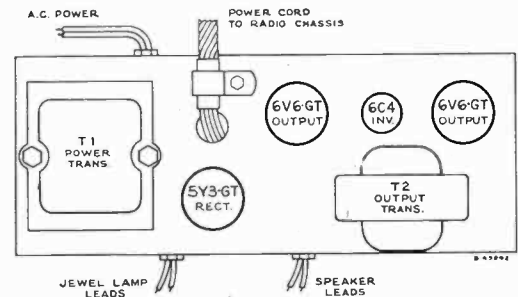 A.C. POWER
POWER CORD
TO RADIO CHASSIS
6V6-GT
OUTPUT
6C4
INV.
6V6-GT
OUTPUT
T1
POWER
TRANS.
5Y3-GT
RECT.
T2
OUTPUT
TRANS.
JEWEL LAMP
LEADS
SPEAKER
LEADS